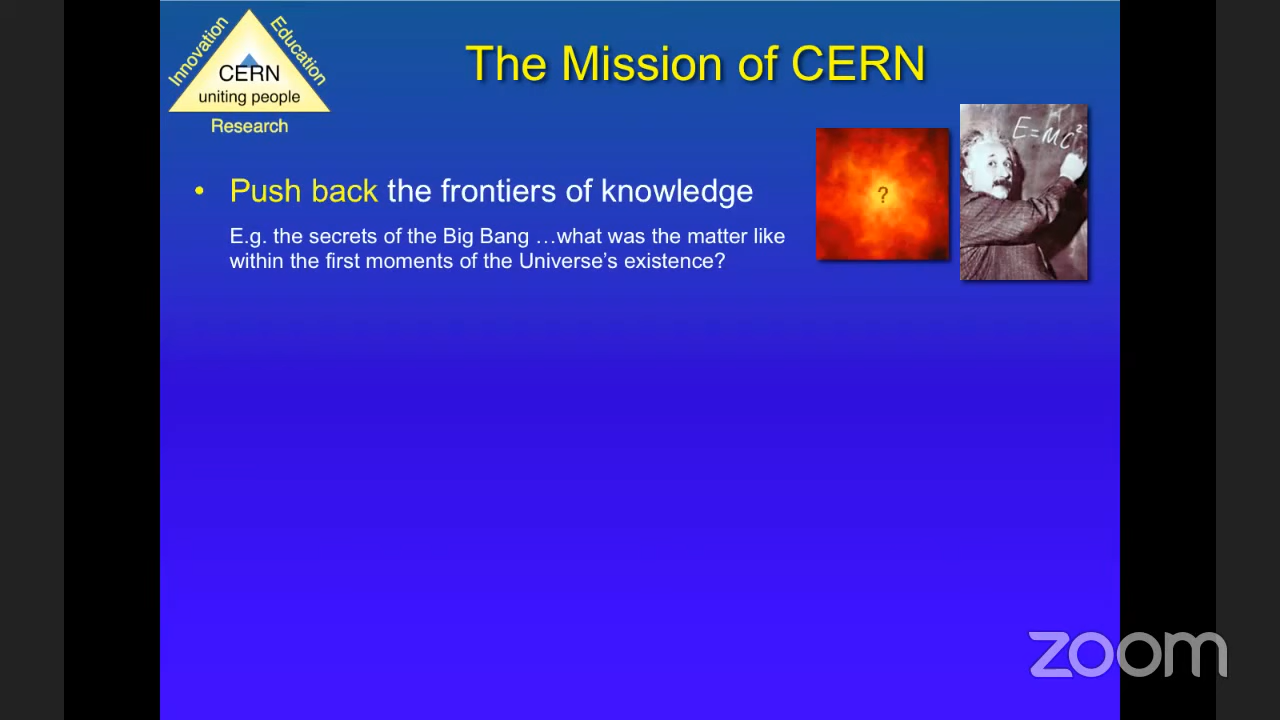 The Mission of CERN
Innovation
Education
CERN
uniting people
Research
E=mc²
?
• Push back the frontiers of knowledge
E.g. the secrets of the Big Bang …what was the matter like
within the first moments of the Universe’s existence?
zoom